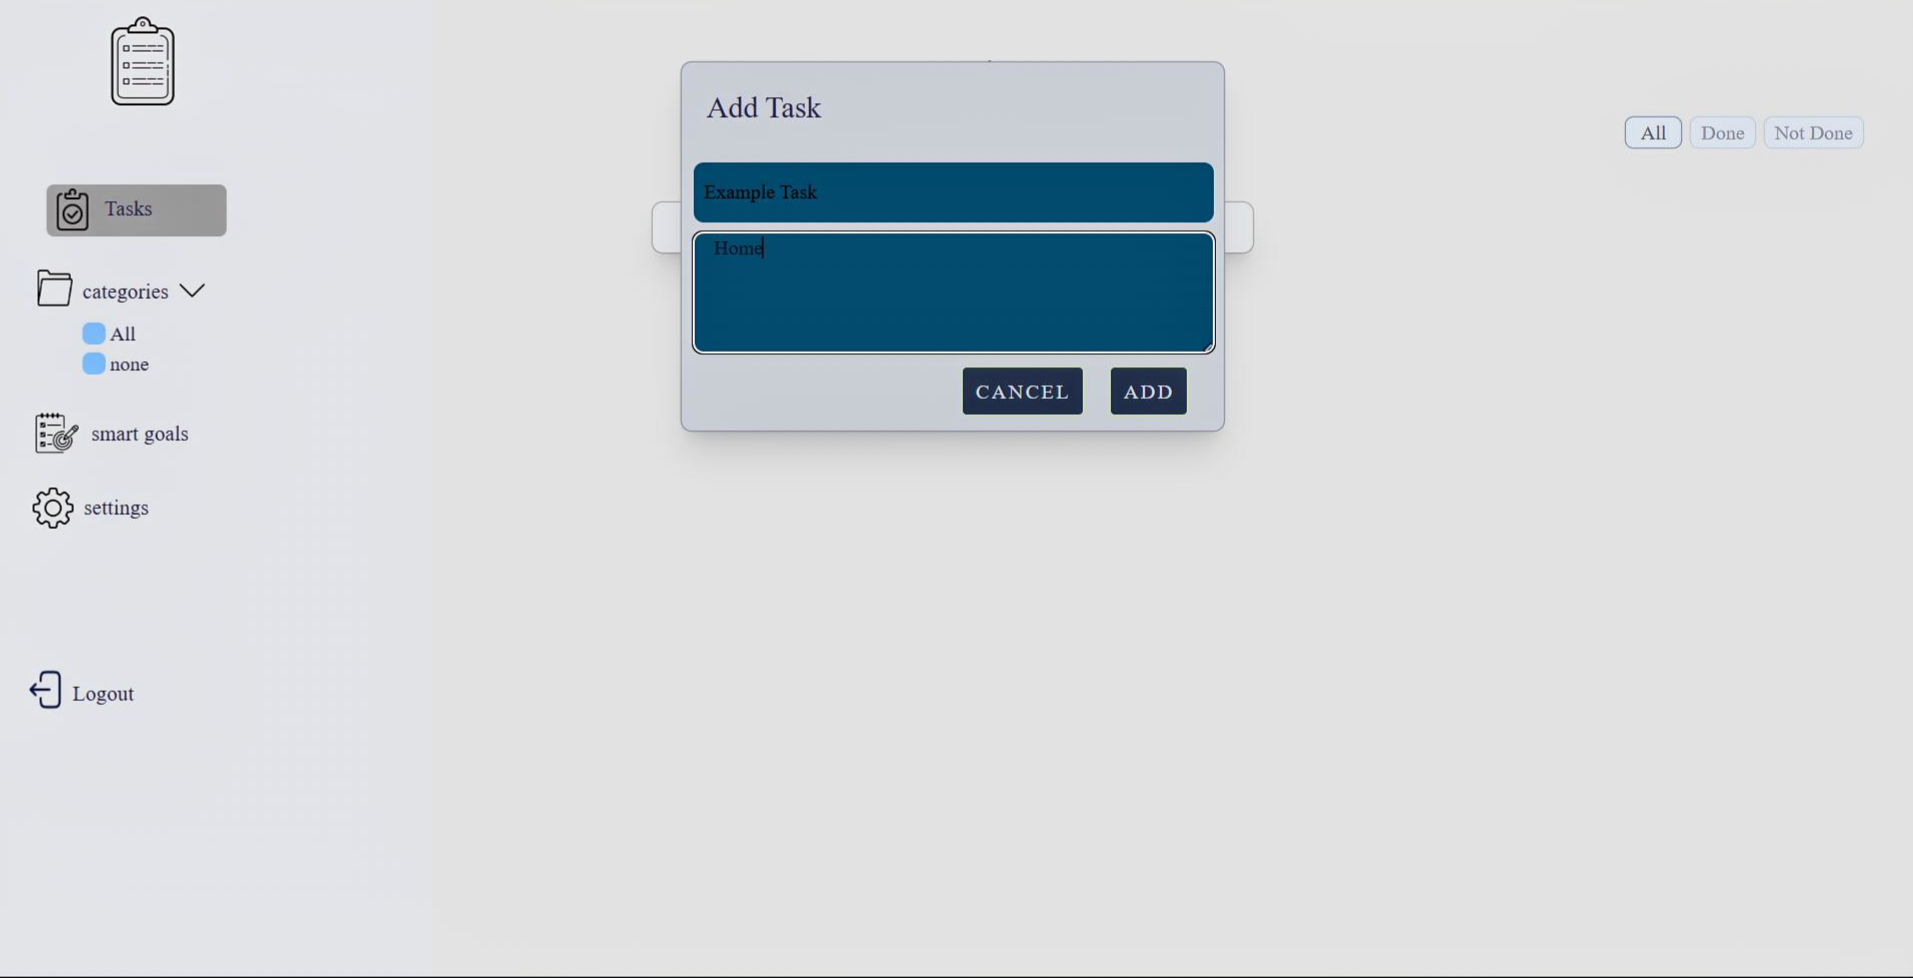 Add Task
Example Task
Home
CANCEL
ADD
Tasks
categories
All
none
smart goals
settings
Logout
All
Done
Not Done